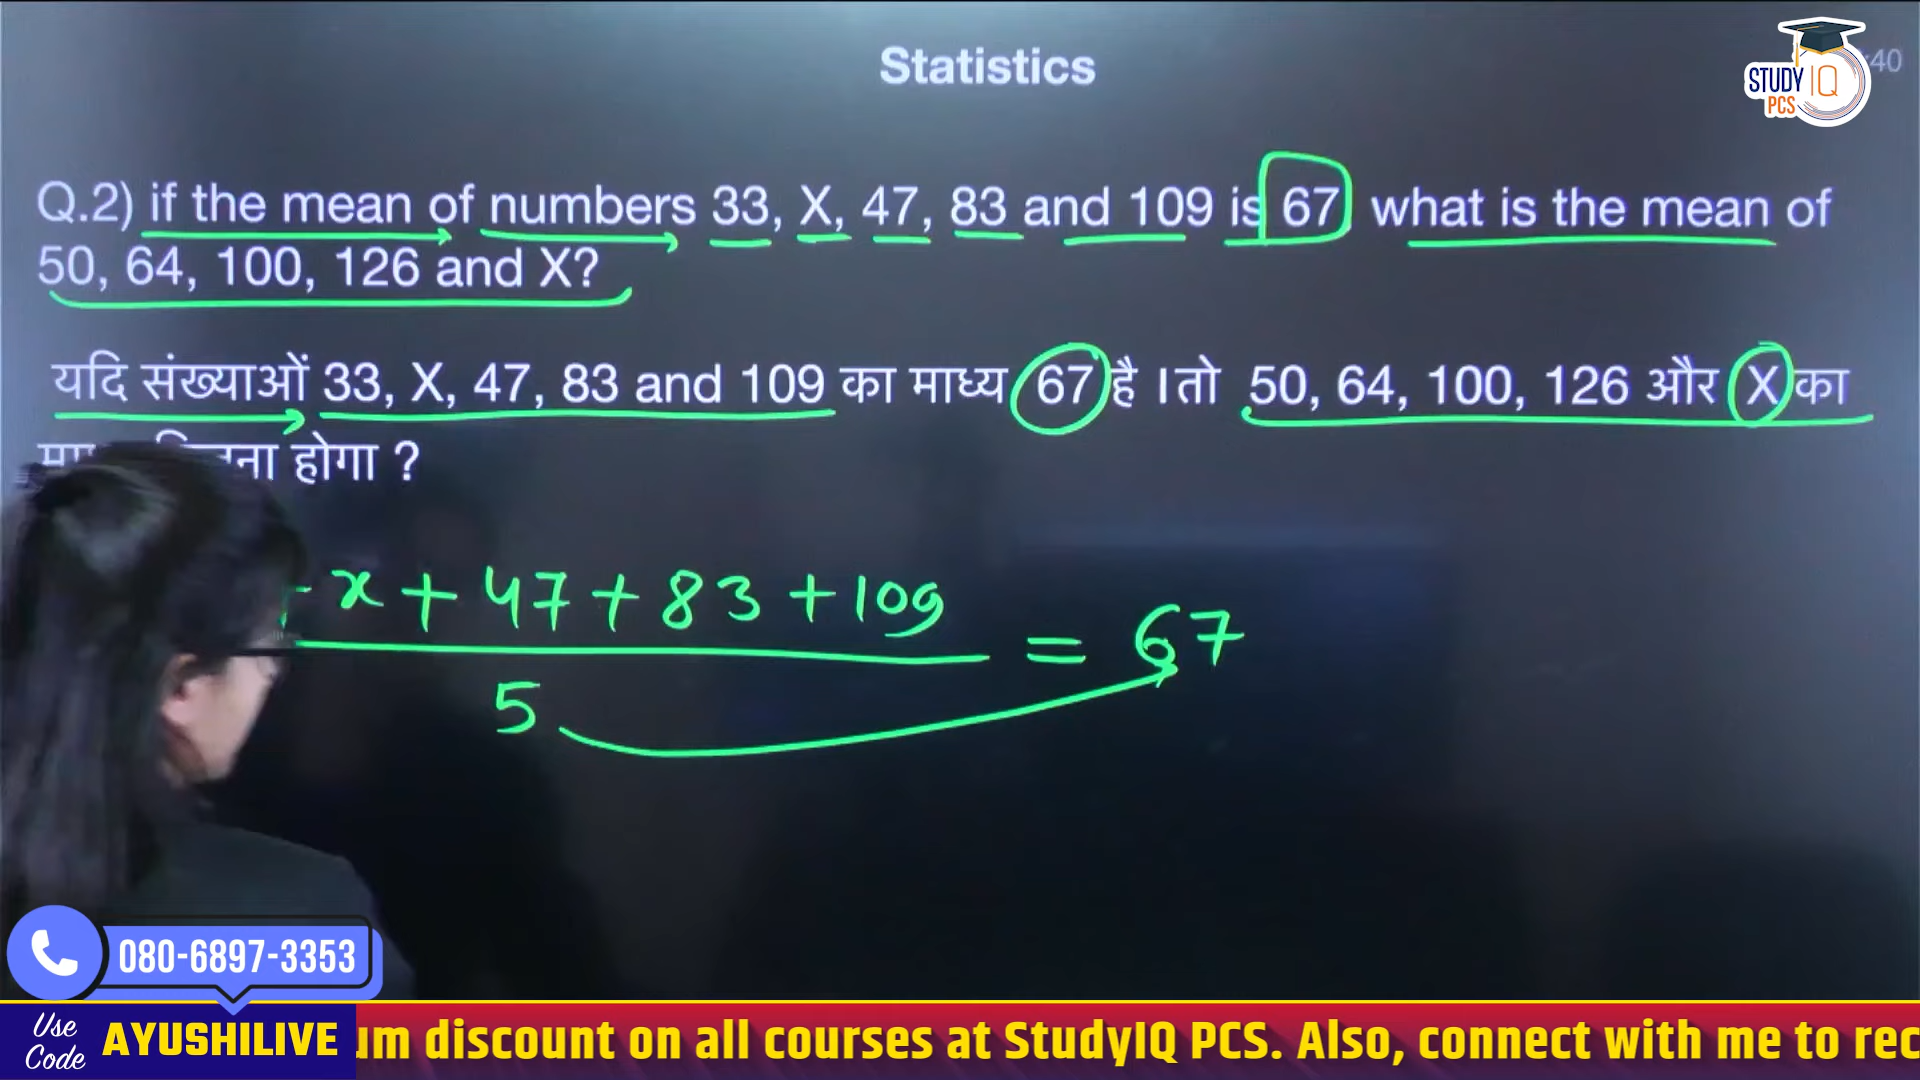 Statistics
:40
STUDY IQ
PCS
Q.2) if the mean of numbers 33, X, 47, 83 and 109 is 67 what is the mean of
50, 64, 100, 126 and X?
यदि संख्याओं 33, X, 47, 83 and 109 का माध्य 67 है ।तो 50, 64, 100, 126 और X का
होगा ?
x + 47 + 83 + 109
= 67
5
080-6897-3353
Use
Code
AYUSHILIVE
um discount on all courses at StudyIQ PCS. Also, connect with me to rec